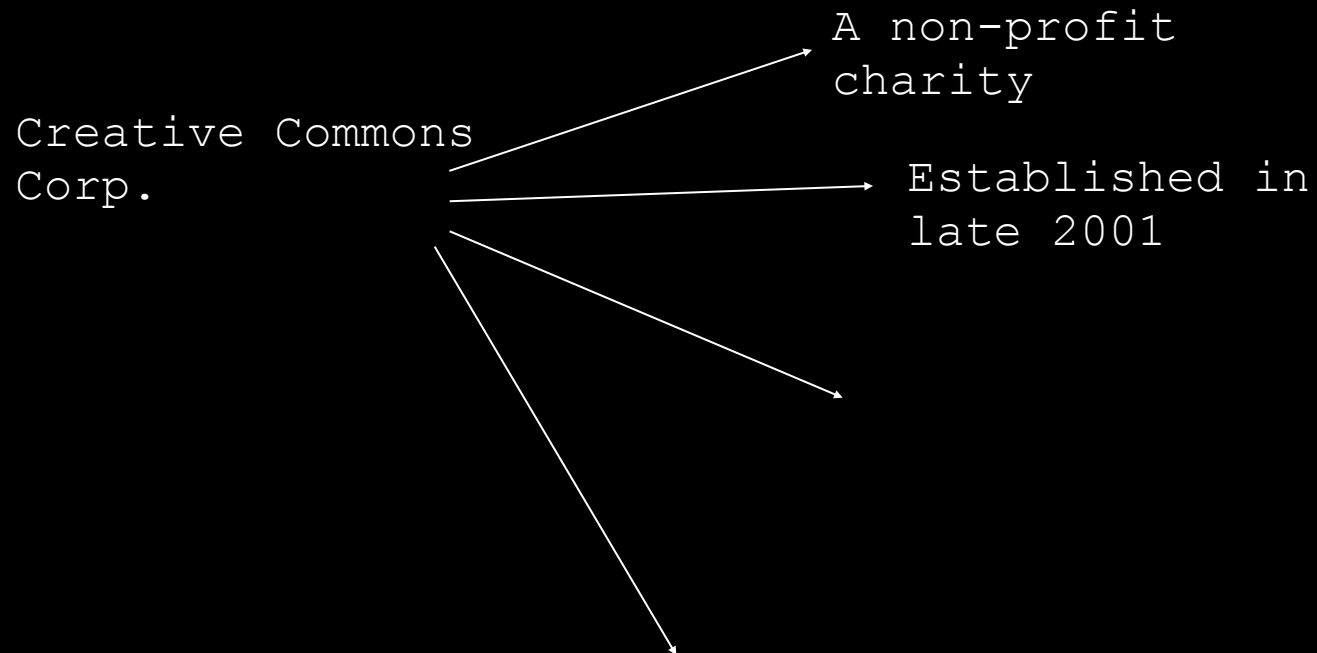 Creative Commons
Corp.
A non-profit
charity
Established in
late 2001